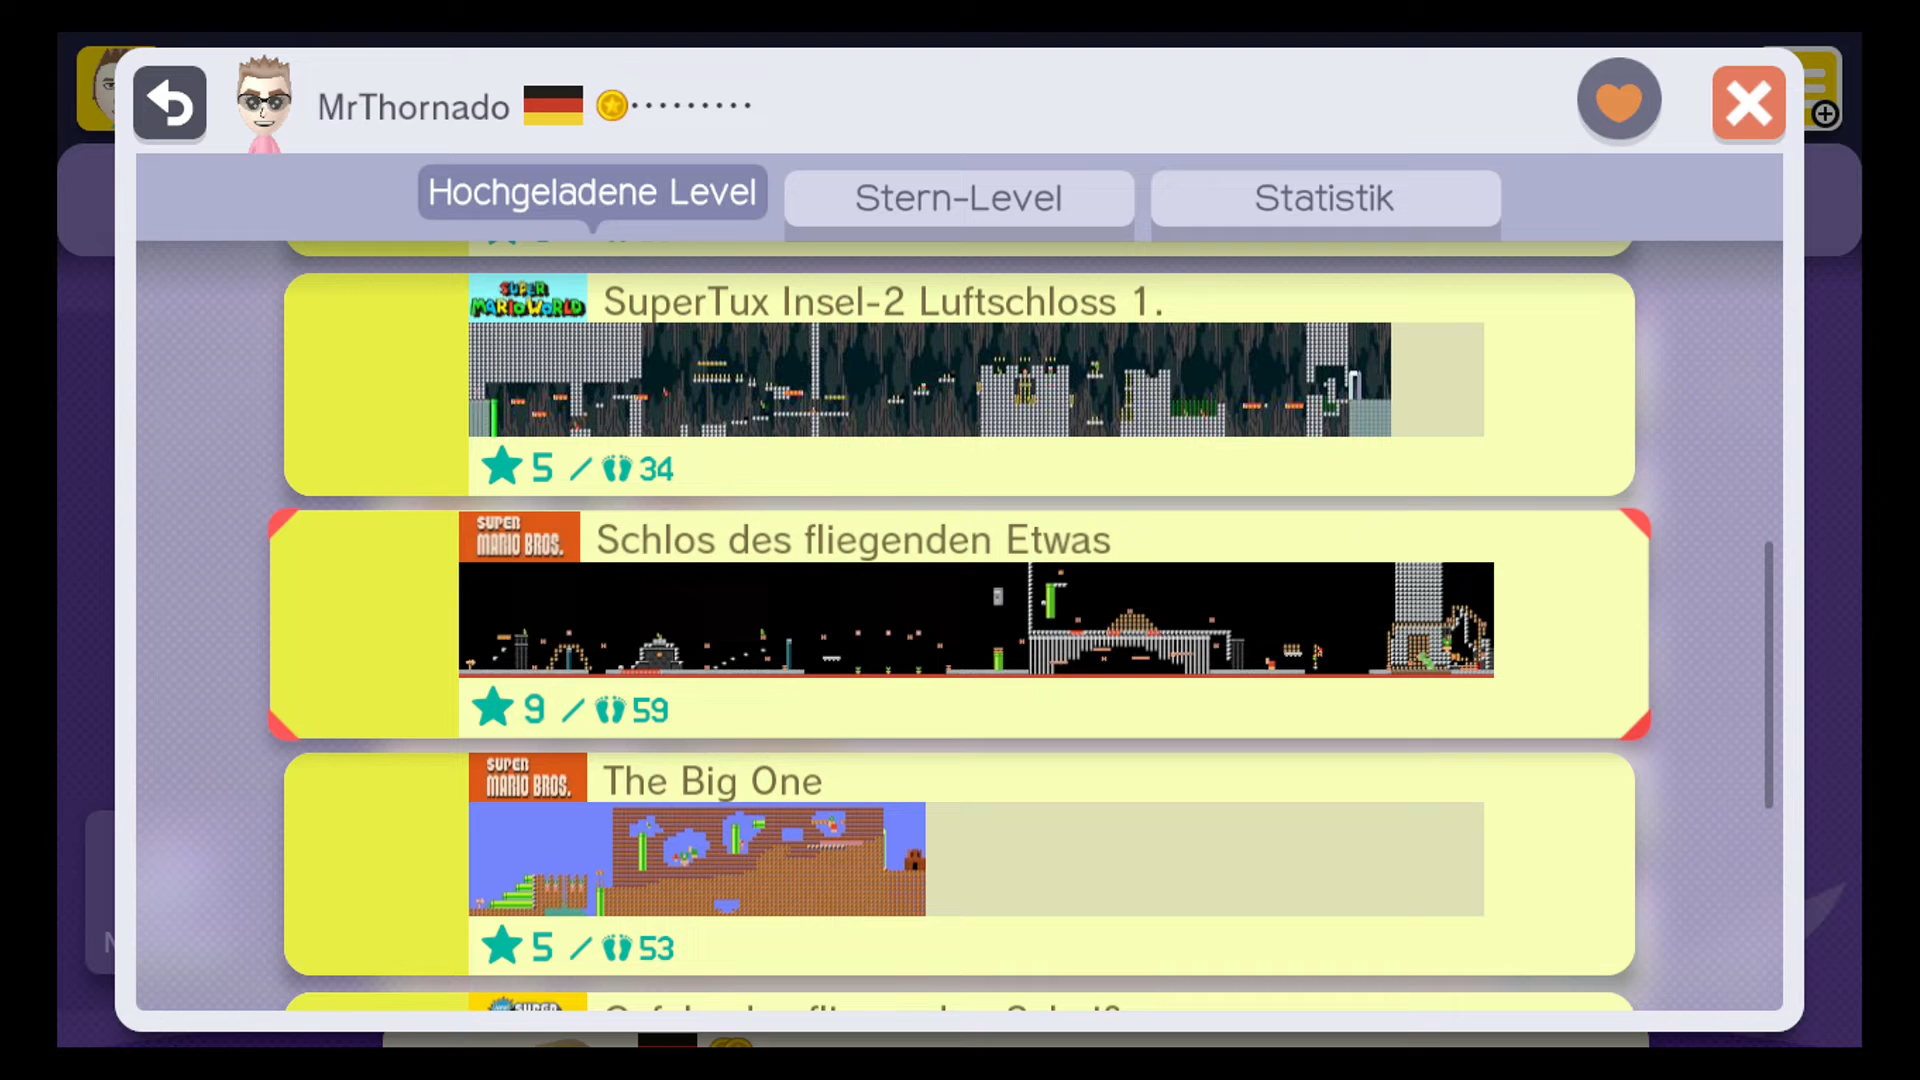 MrThornado
Hochgeladene Level
Stern-Level
Statistik
SUPER MARIO WORLD
SuperTux Insel-2 Luftschloss 1.
5 / 34
SUPER MARIO BROS.
Schlos des fliegenden Etwas
9 / 59
SUPER MARIO BROS.
The Big One
5 / 53
SUPER